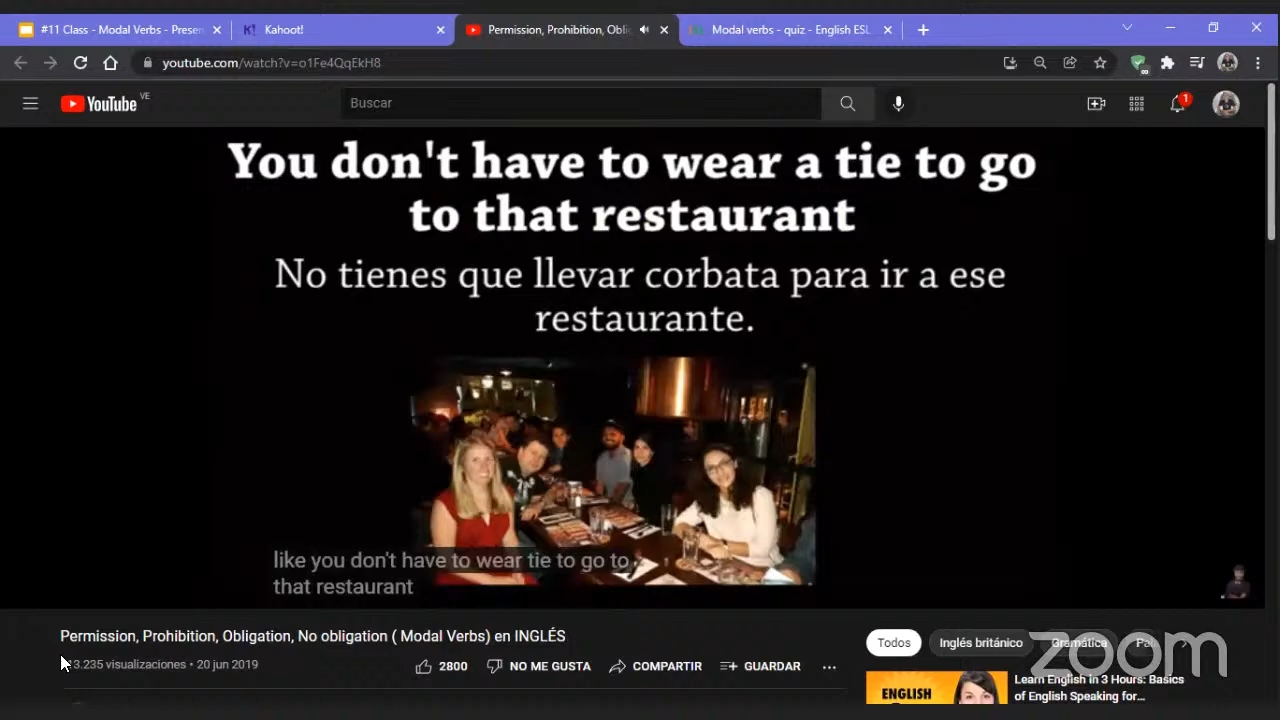 #11 Class - Modal Verbs - Presen
Kahoot!
Permission, Prohibition, Oblig
Modal verbs - quiz - English ESL
youtube.com/watch?v=o1Fe4QqEkH8
YouTube VE
Buscar
1
You don't have to wear a tie to go
to that restaurant
No tienes que llevar corbata para ir a ese
restaurante.
like you don't have to wear tie to go to
that restaurant
Permission, Prohibition, Obligation, No obligation ( Modal Verbs) en INGLÉS
3.235 visualizaciones • 20 jun 2019
2800
NO ME GUSTA
COMPARTIR
GUARDAR
Todos
Inglés británico
Gramática
zoom
ENGLISH
Learn English in 3 Hours: Basics
of English Speaking for...